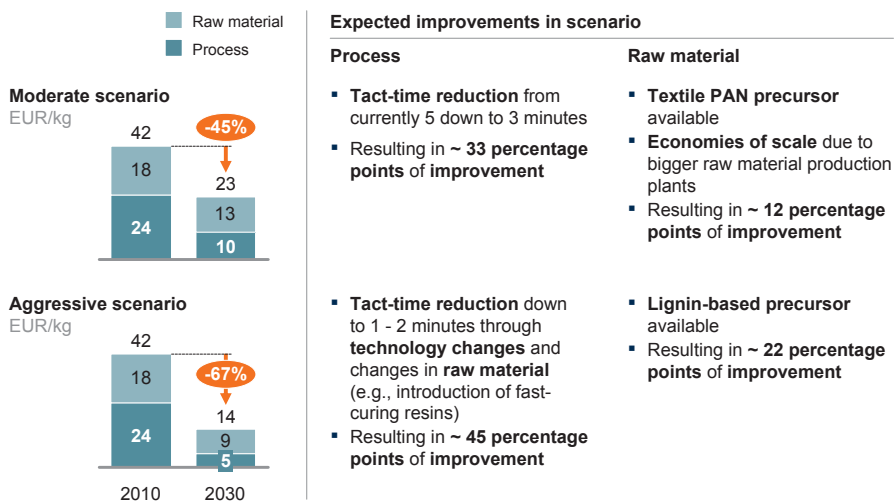 Raw material
Process
Expected improvements in scenario
Process
Raw material
Moderate scenario
EUR/kg
42
18
24
-45%
23
13
10
▪ Tact-time reduction from
currently 5 down to 3 minutes
▪ Resulting in ~ 33 percentage
points of improvement
▪ Textile PAN precursor
available
▪ Economies of scale due to
bigger raw material production
plants
▪ Resulting in ~ 12 percentage
points of improvement
Aggressive scenario
EUR/kg
42
18
24
-67%
14
9
5
2010
2030
▪ Tact-time reduction down
to 1 - 2 minutes through
technology changes and
changes in raw material
(e.g., introduction of fast-
curing resins)
▪ Resulting in ~ 45 percentage
points of improvement
▪ Lignin-based precursor
available
▪ Resulting in ~ 22 percentage
points of improvement